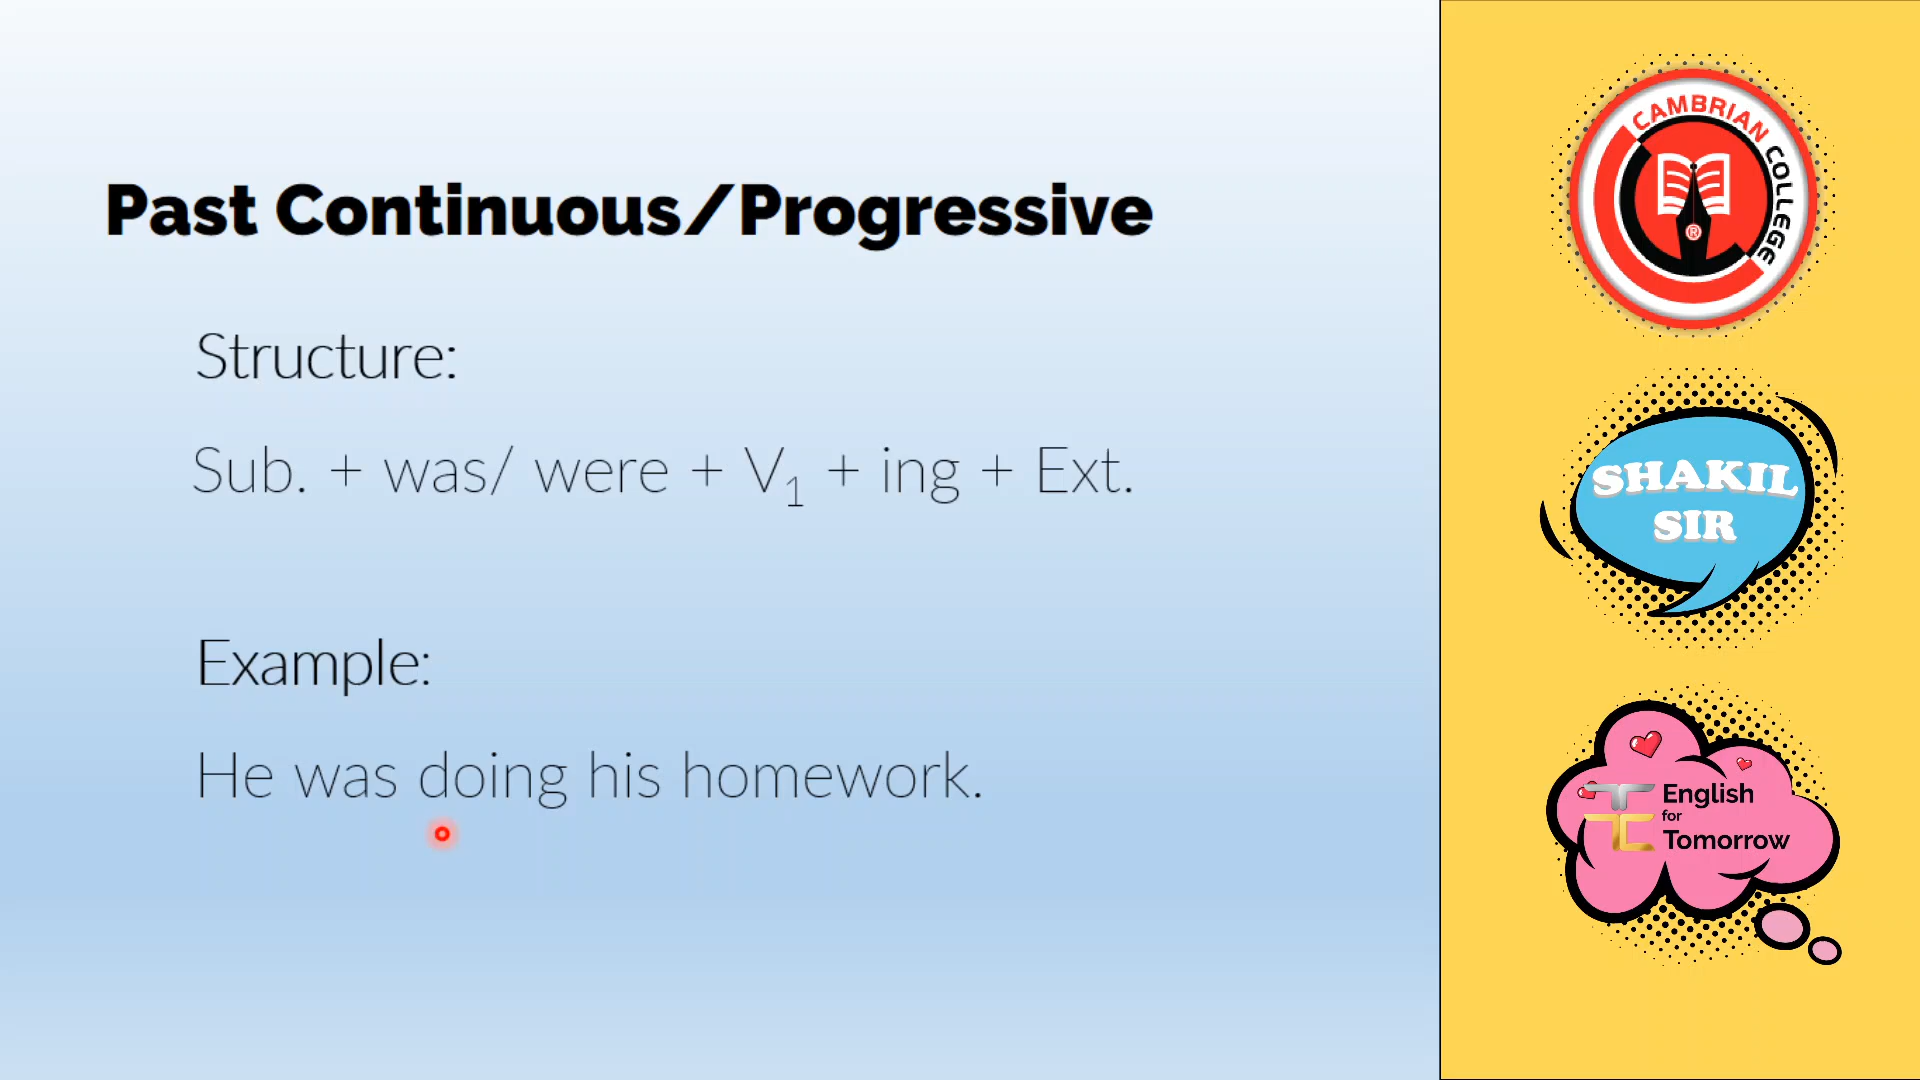 Past Continuous/Progressive
Structure:
Sub. + was/ were + V₁ + ing + Ext.
Example:
He was doing his homework.
CAMBRIAN COLLEGE
®
SHAKIL
SIR
English
for
Tomorrow